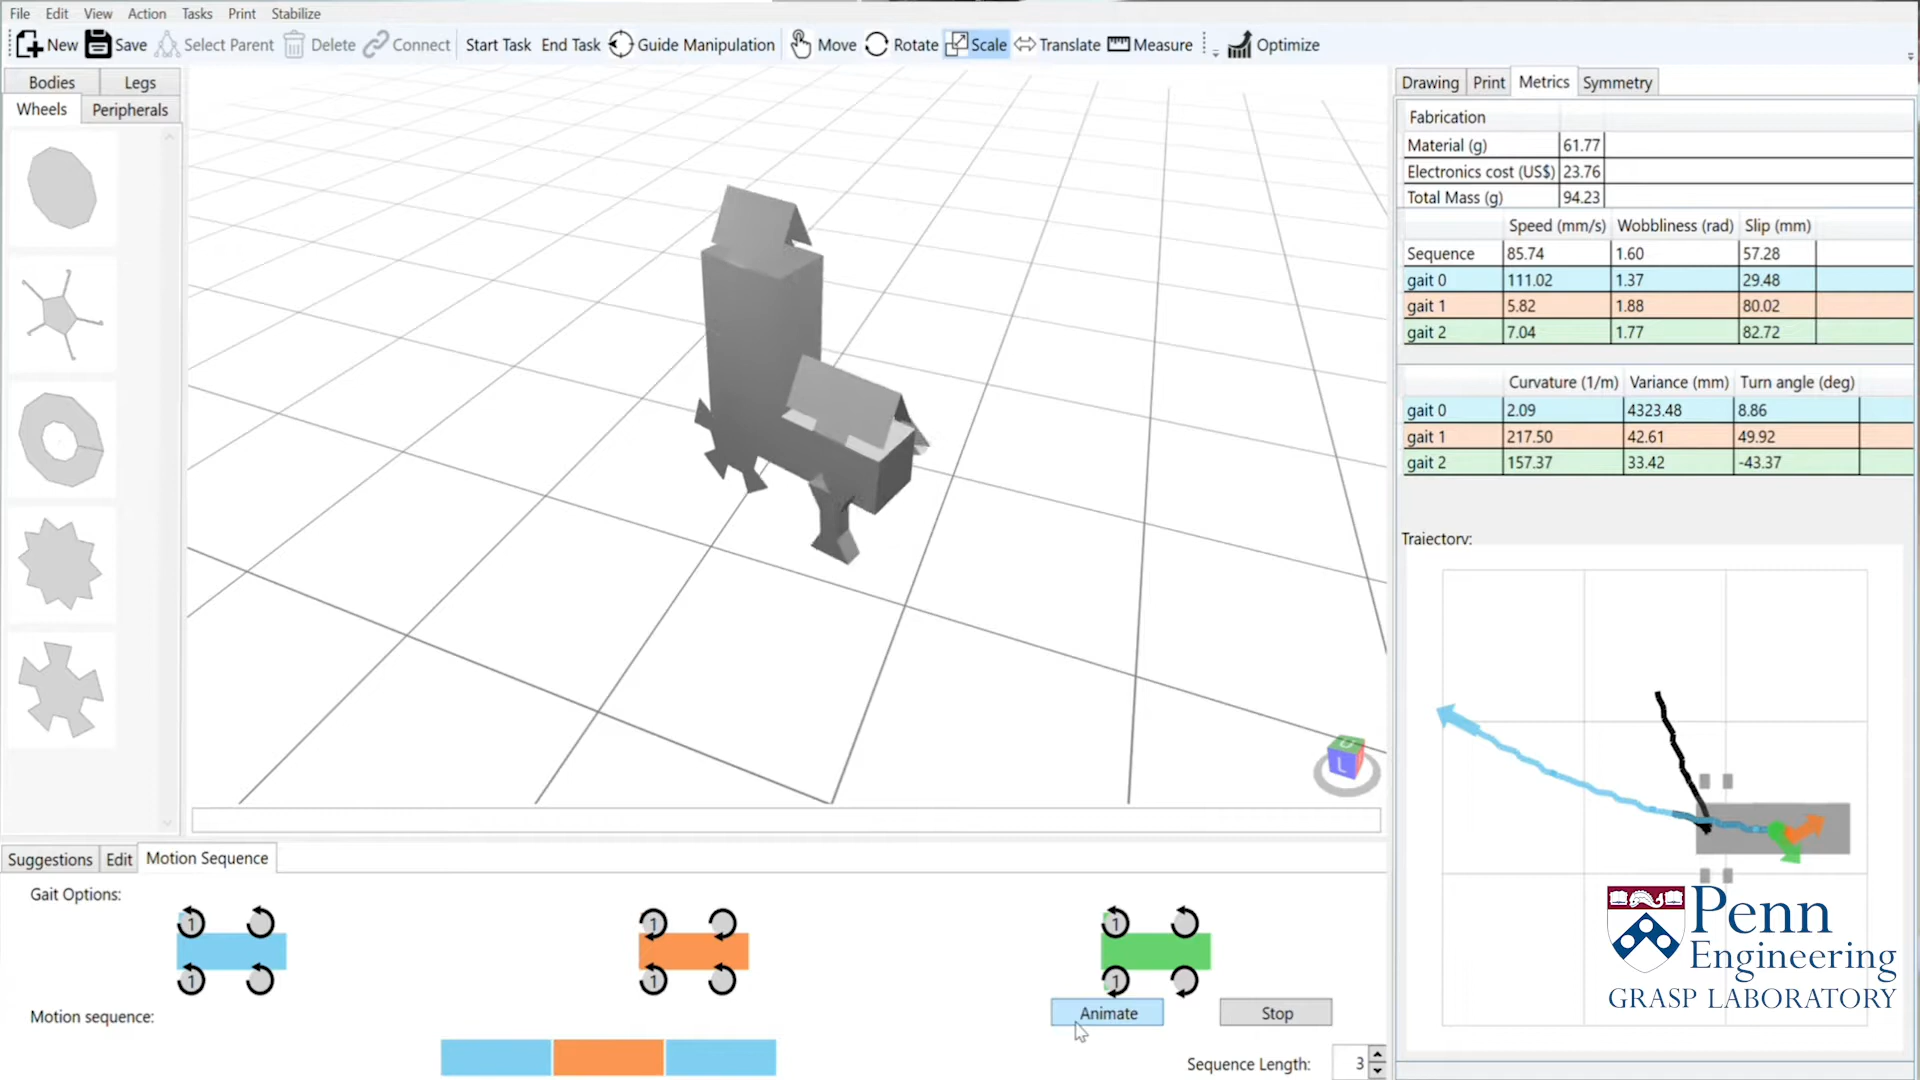 File Edit View Action Tasks Print Stabilize
New Save Select Parent Delete Connect Start Task End Task Guide Manipulation Move Rotate Scale Translate Measure Optimize
Bodies Legs
Wheels Peripherals
Drawing Print Metrics Symmetry
Fabrication
Material (g) 61.77
Electronics cost (US$) 23.76
Total Mass (g) 94.23
Speed (mm/s) Wobbliness (rad) Slip (mm)
Sequence 85.74 1.60 57.28
gait 0 111.02 1.37 29.48
gait 1 5.82 1.88 80.02
gait 2 7.04 1.77 82.72
Curvature (1/m) Variance (mm) Turn angle (deg)
gait 0 2.09 4323.48 8.86
gait 1 217.50 42.61 49.92
gait 2 157.37 33.42 -43.37
Trajectory:
L
Penn
Engineering
GRASP LABORATORY
Suggestions Edit Motion Sequence
Gait Options:
1 1 1
1 1 1
Animate Stop
Motion sequence:
Sequence Length: 3